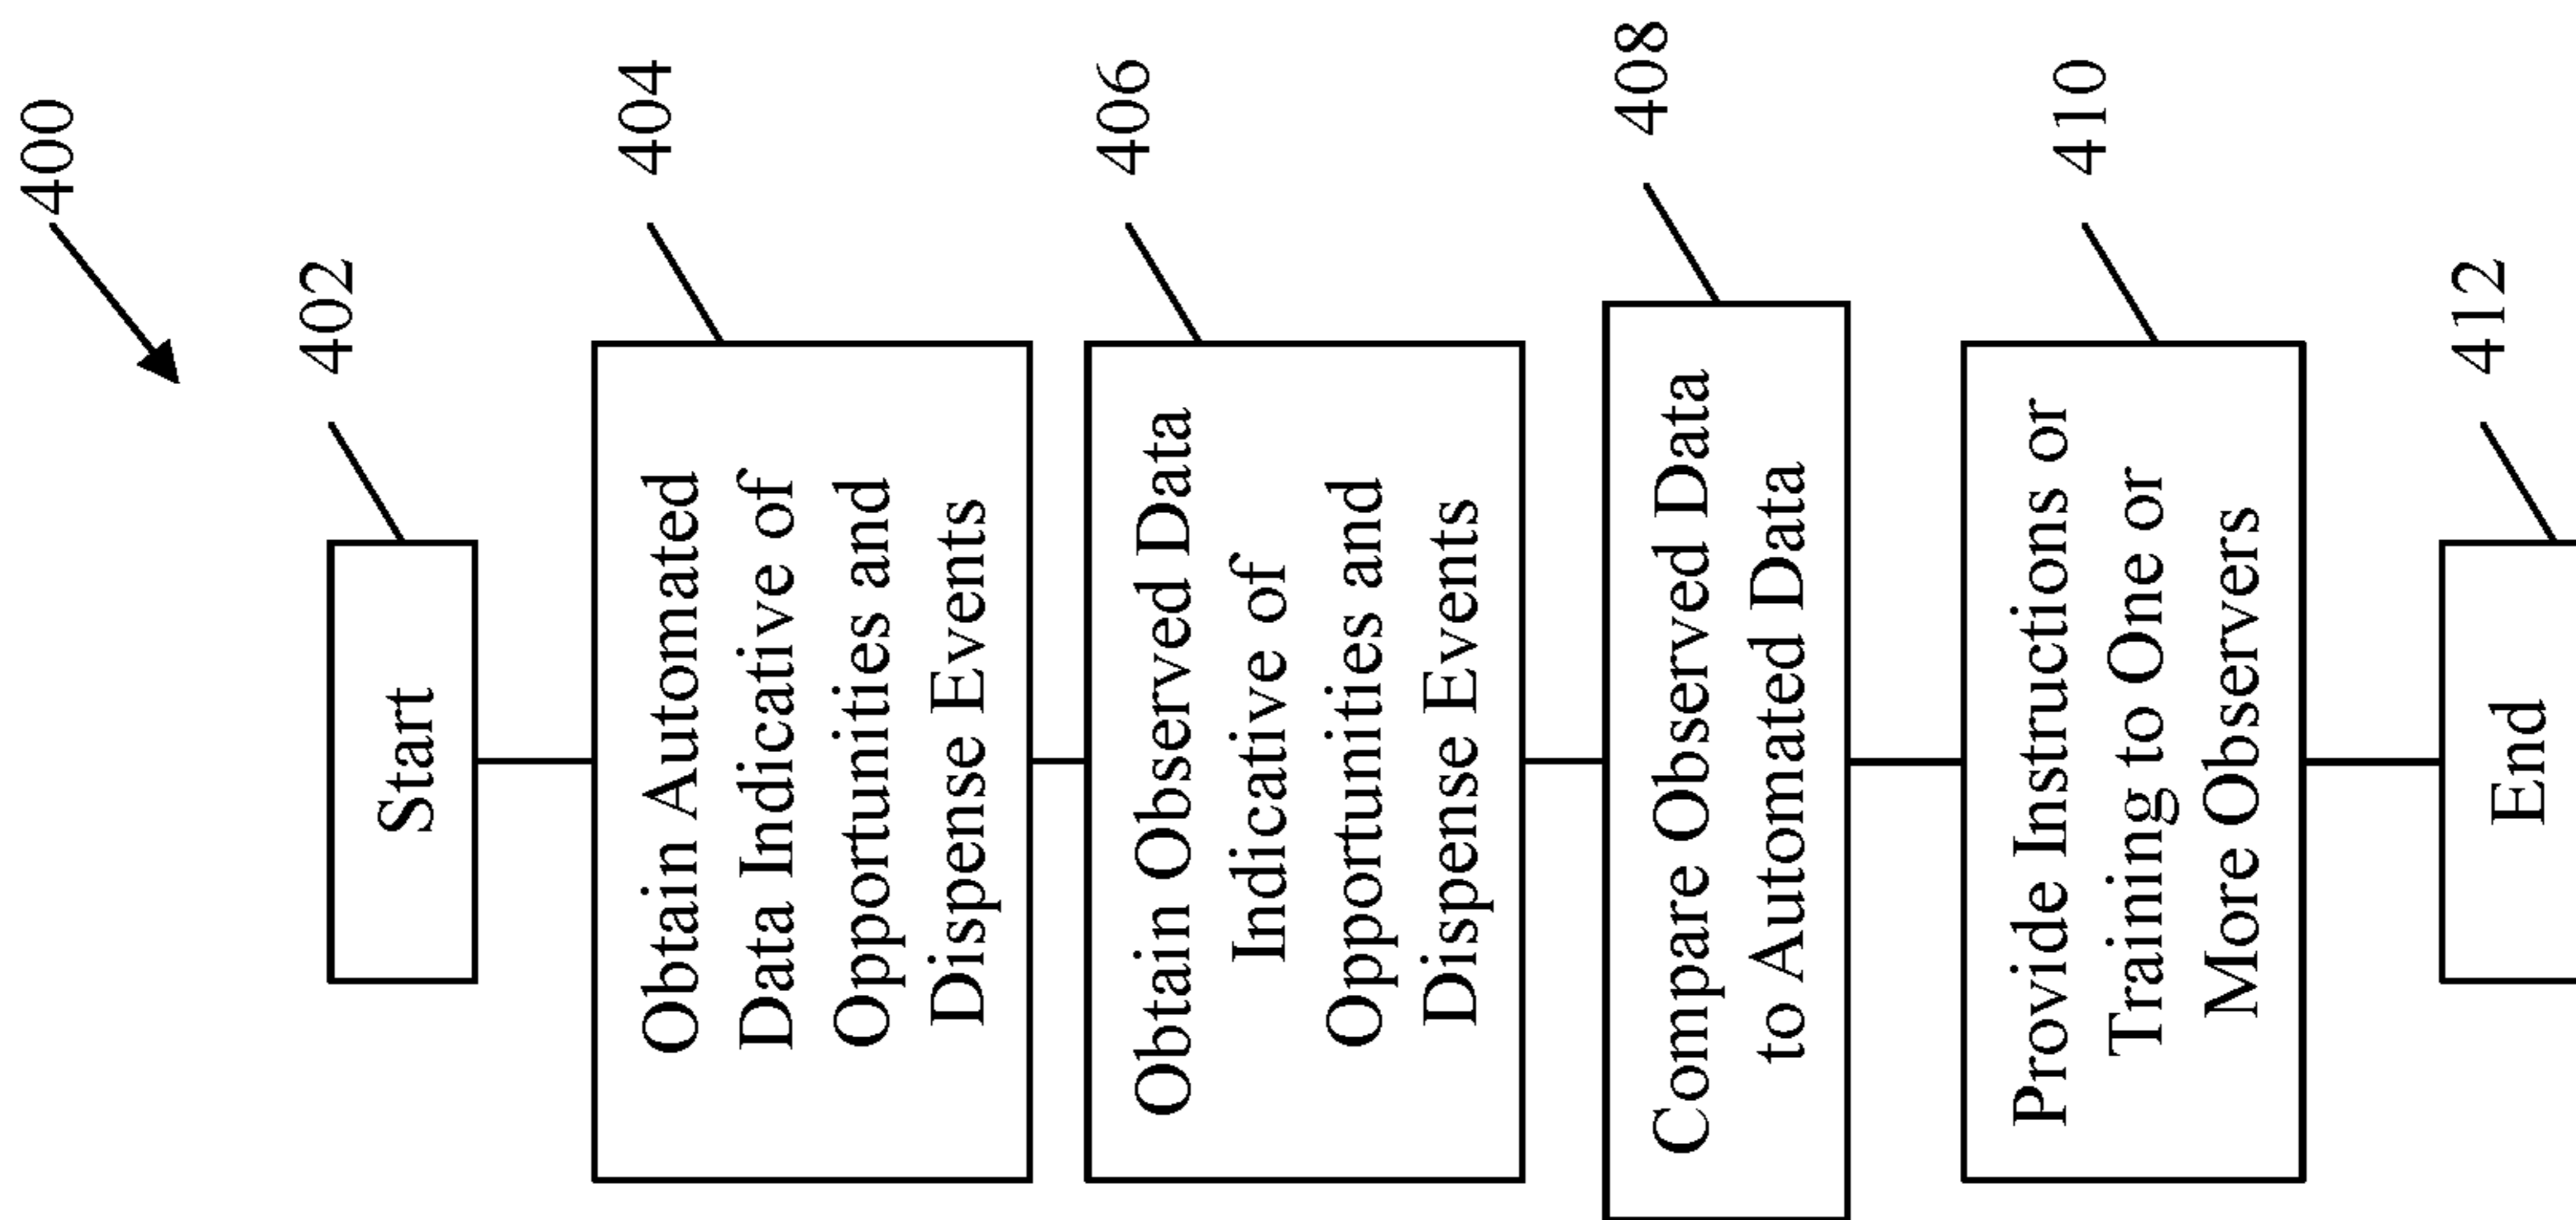 400
402
Start
404
Obtain Automated
Data Indicative of
Opportunities and
Dispense Events
406
Obtain Observed Data
Indicative of
Opportunities and
Dispense Events
408
Compare Observed Data
to Automated Data
410
Provide Instructions or
Training to One or
More Observers
412
End